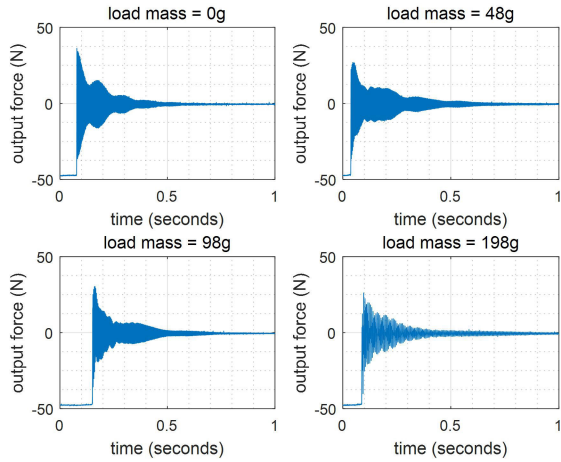 load mass = 0g
output force (N)
50
0
-50
0
0.5
1
time (seconds)
load mass = 48g
output force (N)
50
0
-50
0
0.5
1
time (seconds)
load mass = 98g
output force (N)
50
0
-50
0
0.5
1
time (seconds)
load mass = 198g
output force (N)
50
0
-50
0
0.5
1
time (seconds)